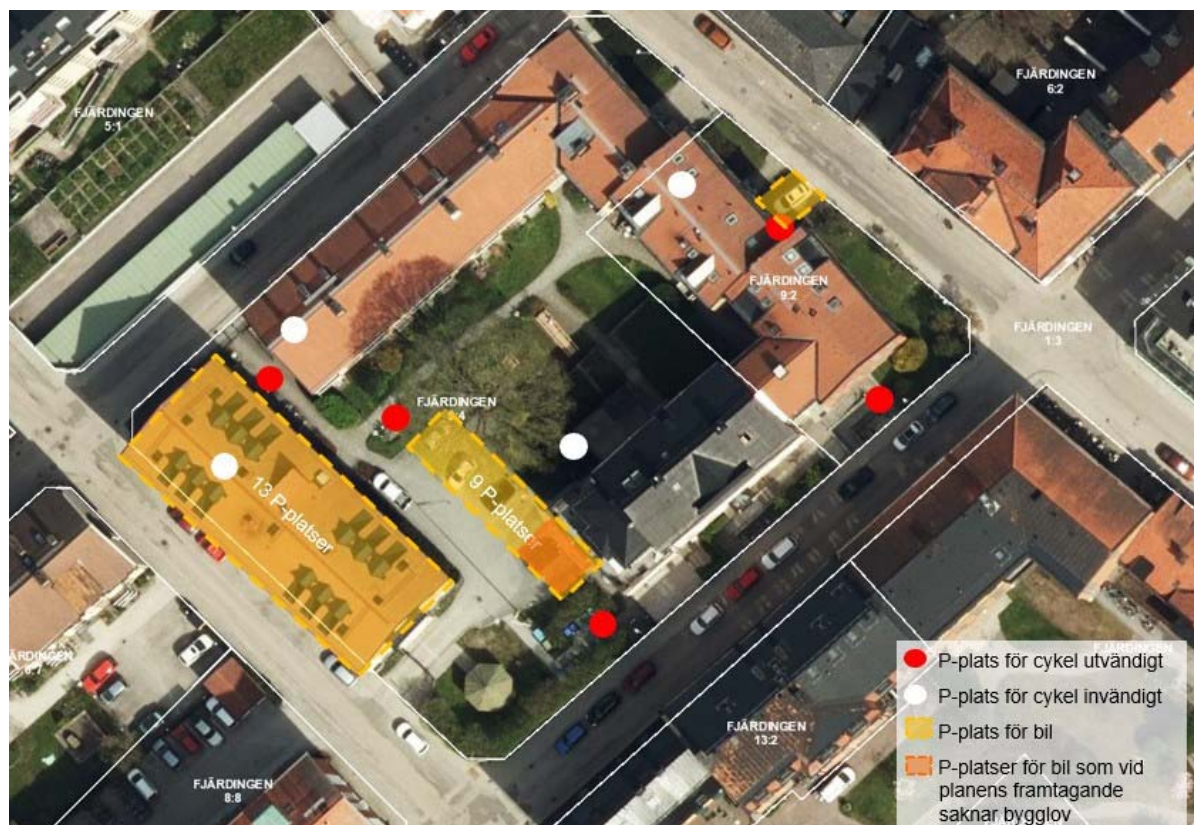 FJÄRDINGEN
6:2
FJÄRDINGEN
5:1
FJÄRDINGEN
9:2
FJÄRDINGEN
1:3
FJÄRDINGEN
13 P-platser
9 P-platser
FJÄRDINGEN
13:2
FJÄRDINGEN
8:8
P-plats för cykel utvändigt
P-plats för cykel invändigt
P-plats för bil
P-platser för bil som vid
planens framtagande
saknar bygglov